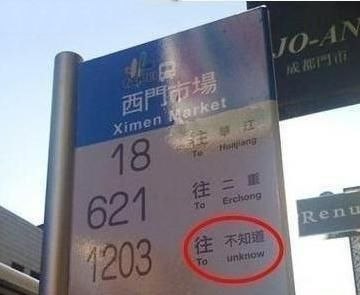 西門市場
Ximen Market
18 往 華江
To Huajiang
621 往 二重
To Erchong
1203 往 不知道
To unknow
JO-AN
成都門市
Renu